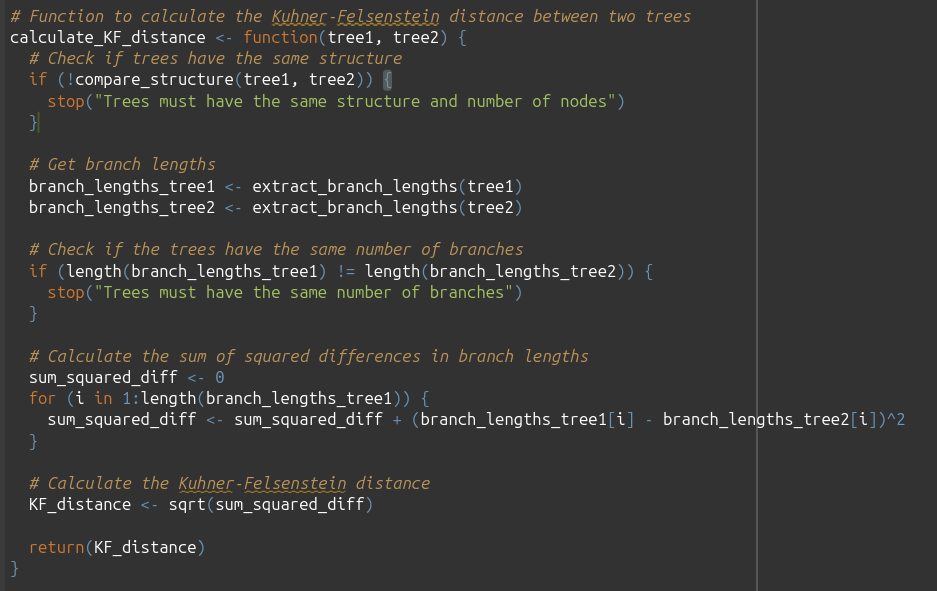 # Function to calculate the Kuhner-Felsenstein distance between two trees
calculate_KF_distance <- function(tree1, tree2) {
  # Check if trees have the same structure
  if (!compare_structure(tree1, tree2)) {
    stop("Trees must have the same structure and number of nodes")
  }

  # Get branch lengths
  branch_lengths_tree1 <- extract_branch_lengths(tree1)
  branch_lengths_tree2 <- extract_branch_lengths(tree2)

  # Check if the trees have the same number of branches
  if (length(branch_lengths_tree1) != length(branch_lengths_tree2)) {
    stop("Trees must have the same number of branches")
  }

  # Calculate the sum of squared differences in branch lengths
  sum_squared_diff <- 0
  for (i in 1:length(branch_lengths_tree1)) {
    sum_squared_diff <- sum_squared_diff + (branch_lengths_tree1[i] - branch_lengths_tree2[i])^2
  }

  # Calculate the Kuhner-Felsenstein distance
  KF_distance <- sqrt(sum_squared_diff)

  return(KF_distance)
}